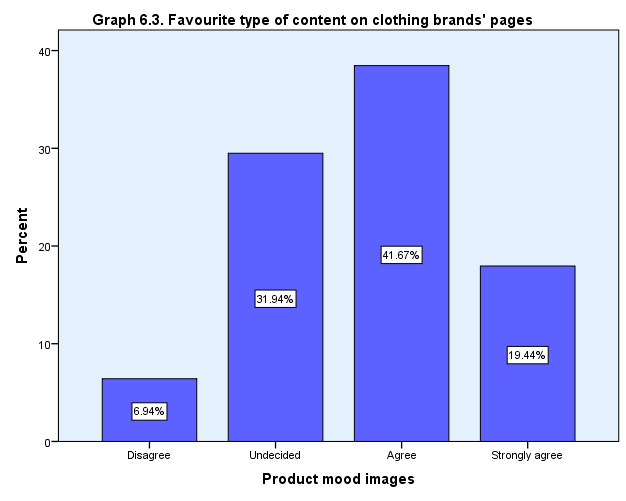 Graph 6.3. Favourite type of content on clothing brands' pages
40
30
20
10
0
Percent
6.94%
31.94%
41.67%
19.44%
Disagree
Undecided
Agree
Strongly agree
Product mood images